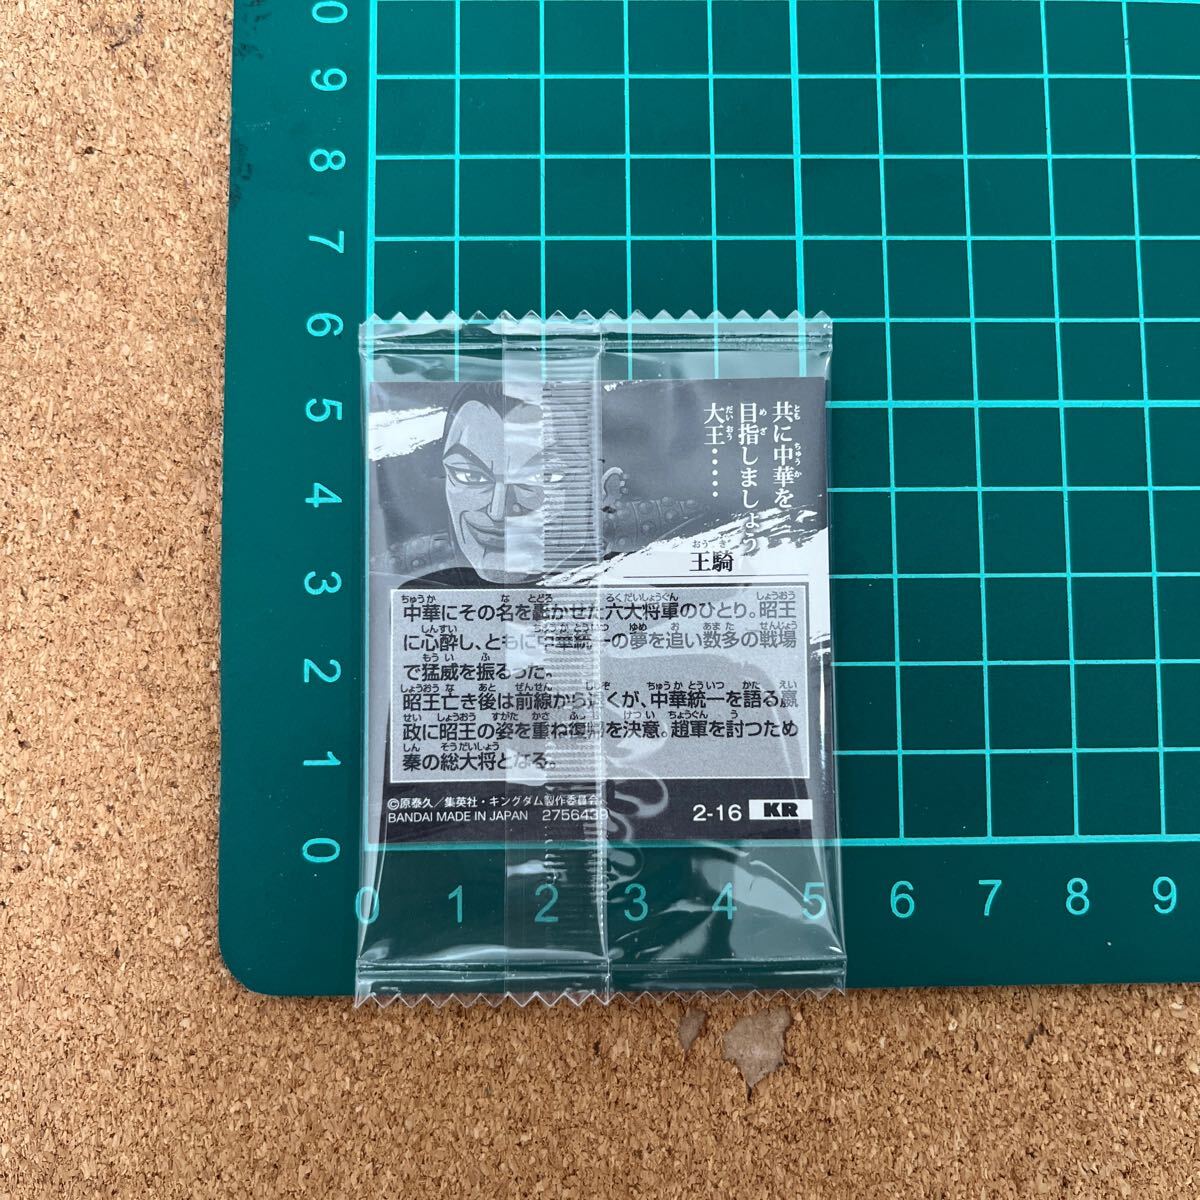 共に中華を
目指しましょう
大王・・・・・
王騎
中華にその名を轟かせた六大将軍のひとり。昭王
に心酔し、ともに中華統一の夢を追い数多の戦場
で猛威を振るった。
昭王亡き後は前線から遠くが、中華統一を語る嬴
政に昭王の姿を重ね復帰を決意。趙軍を討つため
秦の総大将となる。
©原泰久/集英社・キングダム製作委員会
BANDAI MADE IN JAPAN 2756439
2-16 KR
0
9
8
7
6
5
4
3
2
1
0
0 1 2 3 4 5 6 7 8 9